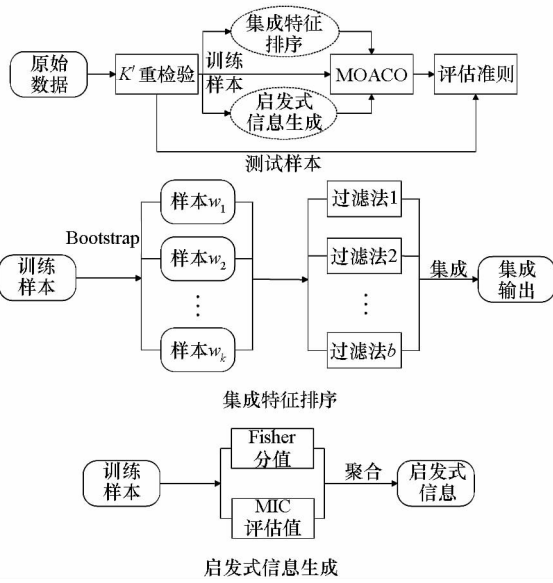 原始
数据
K′重检验
训练
样本
集成特征
排序
启发式
信息生成
MOACO
评估准则
测试样本
训练
样本
Bootstrap
样本w₁
样本w₂
⋮
样本wₖ
过滤法1
过滤法2
⋮
过滤法b
集成
集成
输出
集成特征排序
训练
样本
Fisher
分值
MIC
评估值
聚合
启发式
信息
启发式信息生成